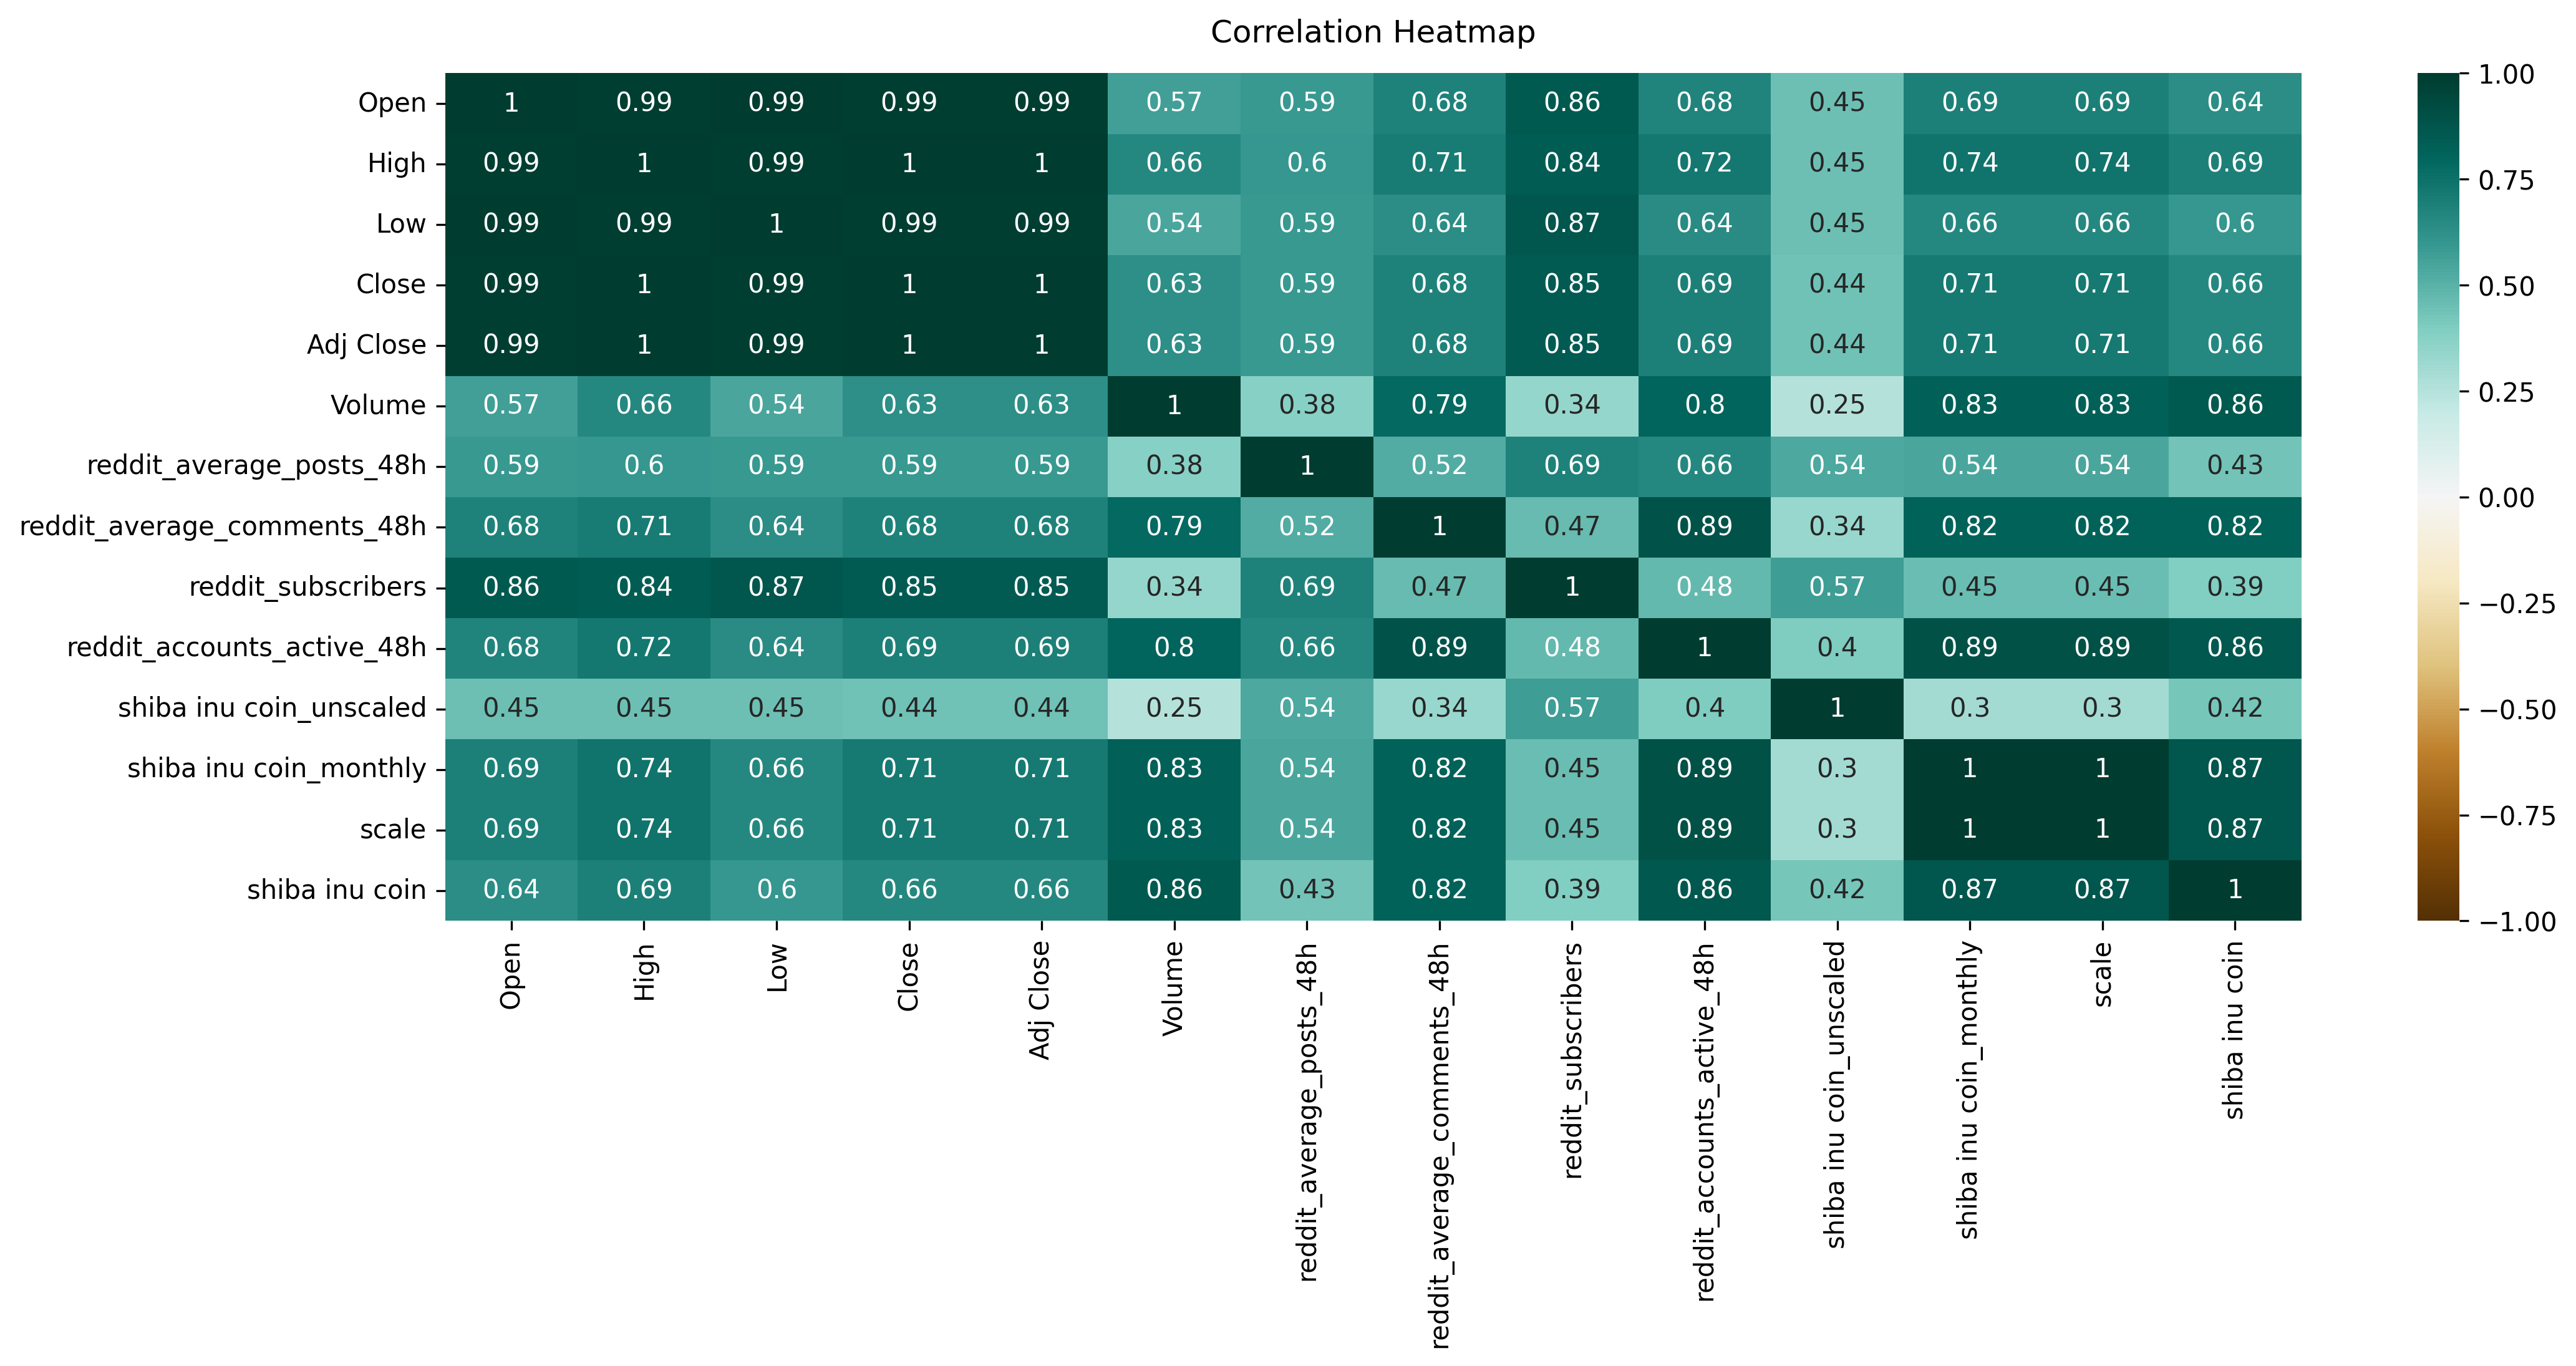 Correlation Heatmap
Open 1 0.99 0.99 0.99 0.99 0.57 0.59 0.68 0.86 0.68 0.45 0.69 0.69 0.64
High 0.99 1 0.99 1 1 0.66 0.6 0.71 0.84 0.72 0.45 0.74 0.74 0.69
Low 0.99 0.99 1 0.99 0.99 0.54 0.59 0.64 0.87 0.64 0.45 0.66 0.66 0.6
Close 0.99 1 0.99 1 1 0.63 0.59 0.68 0.85 0.69 0.44 0.71 0.71 0.66
Adj Close 0.99 1 0.99 1 1 0.63 0.59 0.68 0.85 0.69 0.44 0.71 0.71 0.66
Volume 0.57 0.66 0.54 0.63 0.63 1 0.38 0.79 0.34 0.8 0.25 0.83 0.83 0.86
reddit_average_posts_48h 0.59 0.6 0.59 0.59 0.59 0.38 1 0.52 0.69 0.66 0.54 0.54 0.54 0.43
reddit_average_comments_48h 0.68 0.71 0.64 0.68 0.68 0.79 0.52 1 0.47 0.89 0.34 0.82 0.82 0.82
reddit_subscribers 0.86 0.84 0.87 0.85 0.85 0.34 0.69 0.47 1 0.48 0.57 0.45 0.45 0.39
reddit_accounts_active_48h 0.68 0.72 0.64 0.69 0.69 0.8 0.66 0.89 0.48 1 0.4 0.89 0.89 0.86
shiba inu coin_unscaled 0.45 0.45 0.45 0.44 0.44 0.25 0.54 0.34 0.57 0.4 1 0.3 0.3 0.42
shiba inu coin_monthly 0.69 0.74 0.66 0.71 0.71 0.83 0.54 0.82 0.45 0.89 0.3 1 1 0.87
scale 0.69 0.74 0.66 0.71 0.71 0.83 0.54 0.82 0.45 0.89 0.3 1 1 0.87
shiba inu coin 0.64 0.69 0.6 0.66 0.66 0.86 0.43 0.82 0.39 0.86 0.42 0.87 0.87 1
Open
High
Low
Close
Adj Close
Volume
reddit_average_posts_48h
reddit_average_comments_48h
reddit_subscribers
reddit_accounts_active_48h
shiba inu coin_unscaled
shiba inu coin_monthly
scale
shiba inu coin
1.00
0.75
0.50
0.25
0.00
−0.25
−0.50
−0.75
−1.00